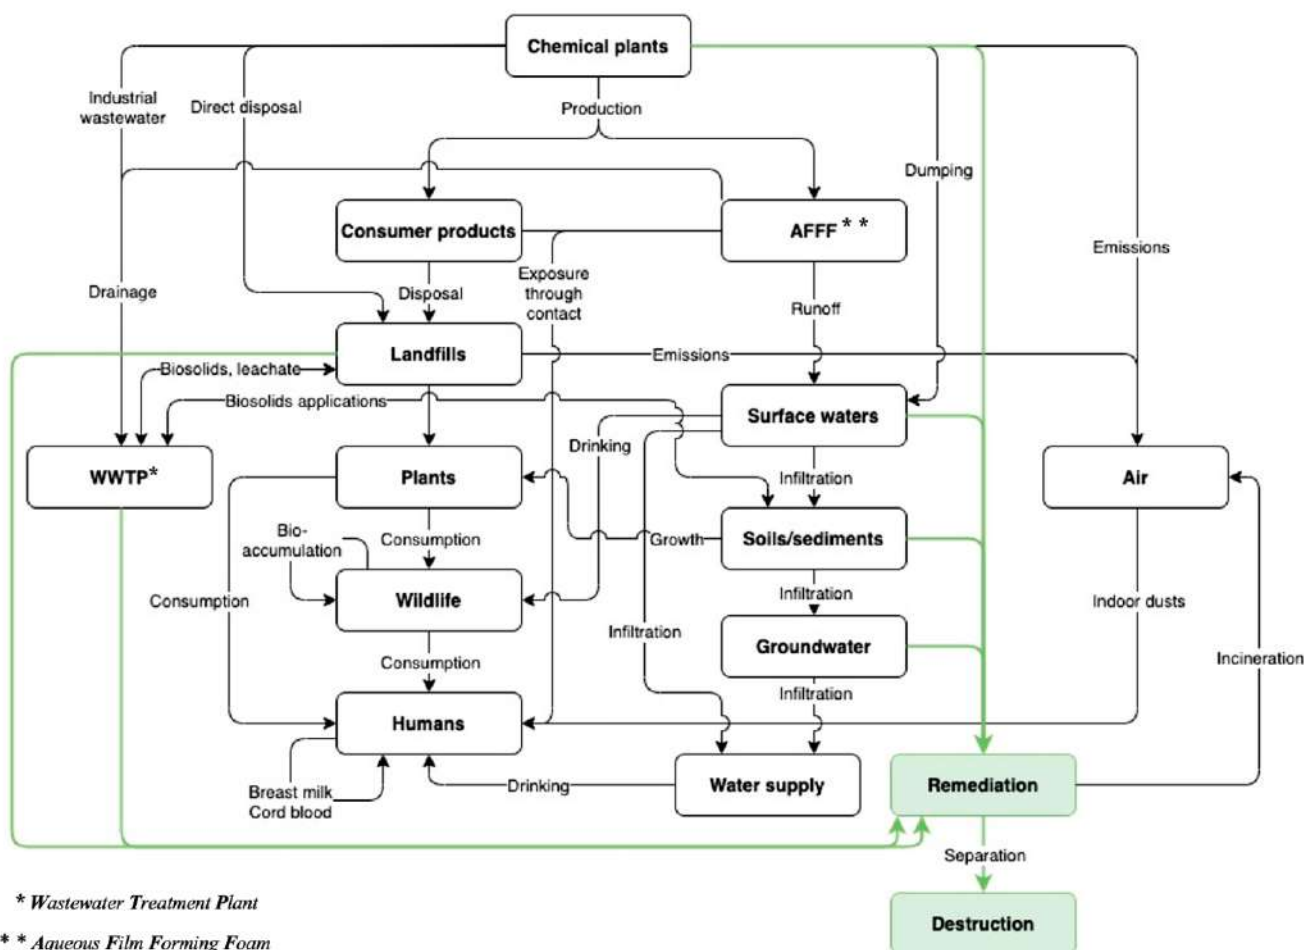 Chemical plants
Industrial
wastewater
Direct disposal
Production
Dumping
Consumer products
AFFF * *
Emissions
Drainage
Disposal
Exposure
through
contact
Runoff
Landfills
Emissions
Biosolids, leachate
Biosolids applications
Surface waters
Drinking
WWTP*
Plants
Infiltration
Air
Bio-
accumulation
Consumption
Growth
Soils/sediments
Consumption
Wildlife
Infiltration
Indoor dusts
Infiltration
Groundwater
Incineration
Consumption
Infiltration
Humans
Breast milk
Cord blood
Drinking
Water supply
Remediation
Separation
Destruction
* Wastewater Treatment Plant
* * Aqueous Film Forming Foam